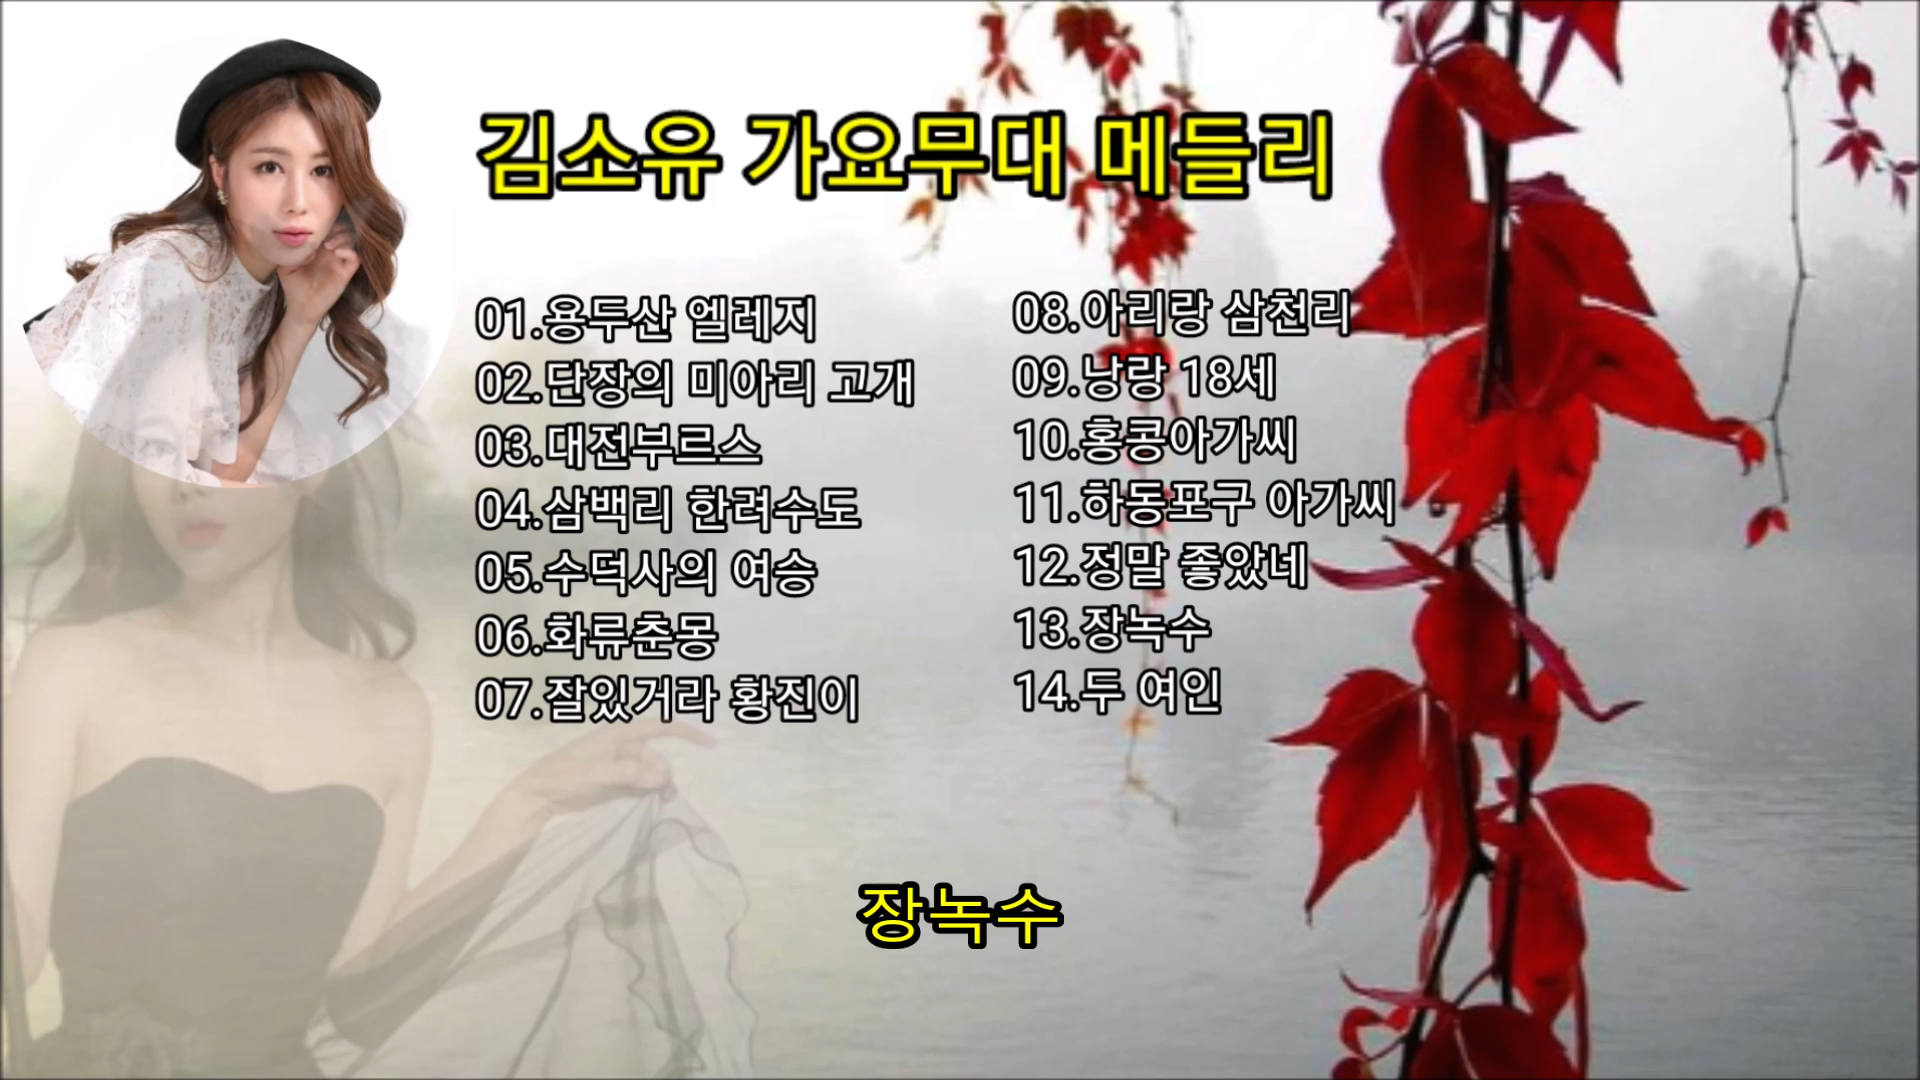 김소유 가요무대 메들리
01.용두산 엘레지
02.단장의 미아리 고개
03.대전부르스
04.삼백리 한려수도
05.수덕사의 여승
06.화류춘몽
07.잘있거라 황진이
08.아리랑 삼천리
09.낭랑 18세
10.홍콩아가씨
11.하동포구 아가씨
12.정말 좋았네
13.장녹수
14.두 여인
장녹수